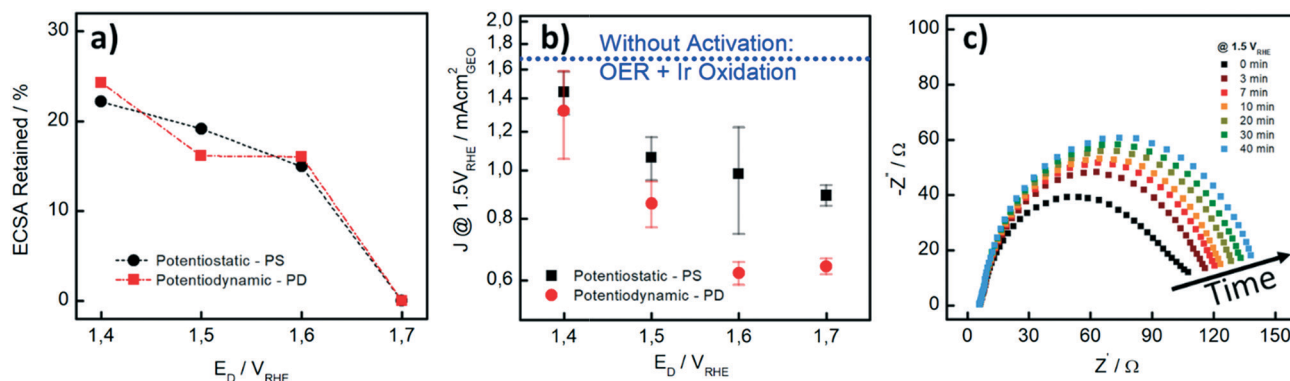 a)
ECSA Retained / %
30
20
10
0
Potentiostatic - PS
Potentiodynamic - PD
1,4 1,5 1,6 1,7
E_D / V_RHE
b)
J @ 1.5V_RHE / mAcm²_GEO
2,0
1,8
1,6
1,4
1,2
1,0
0,8
0,6
Without Activation:
OER + Ir Oxidation
Potentiostatic - PS
Potentiodynamic - PD
1,4 1,5 1,6 1,7
E_D / V_RHE
c)
-Z" / Ω
100
80
60
40
20
0
@ 1.5 V_RHE
0 min
3 min
7 min
10 min
20 min
30 min
40 min
Time
0 30 60 90 120 150
Z' / Ω